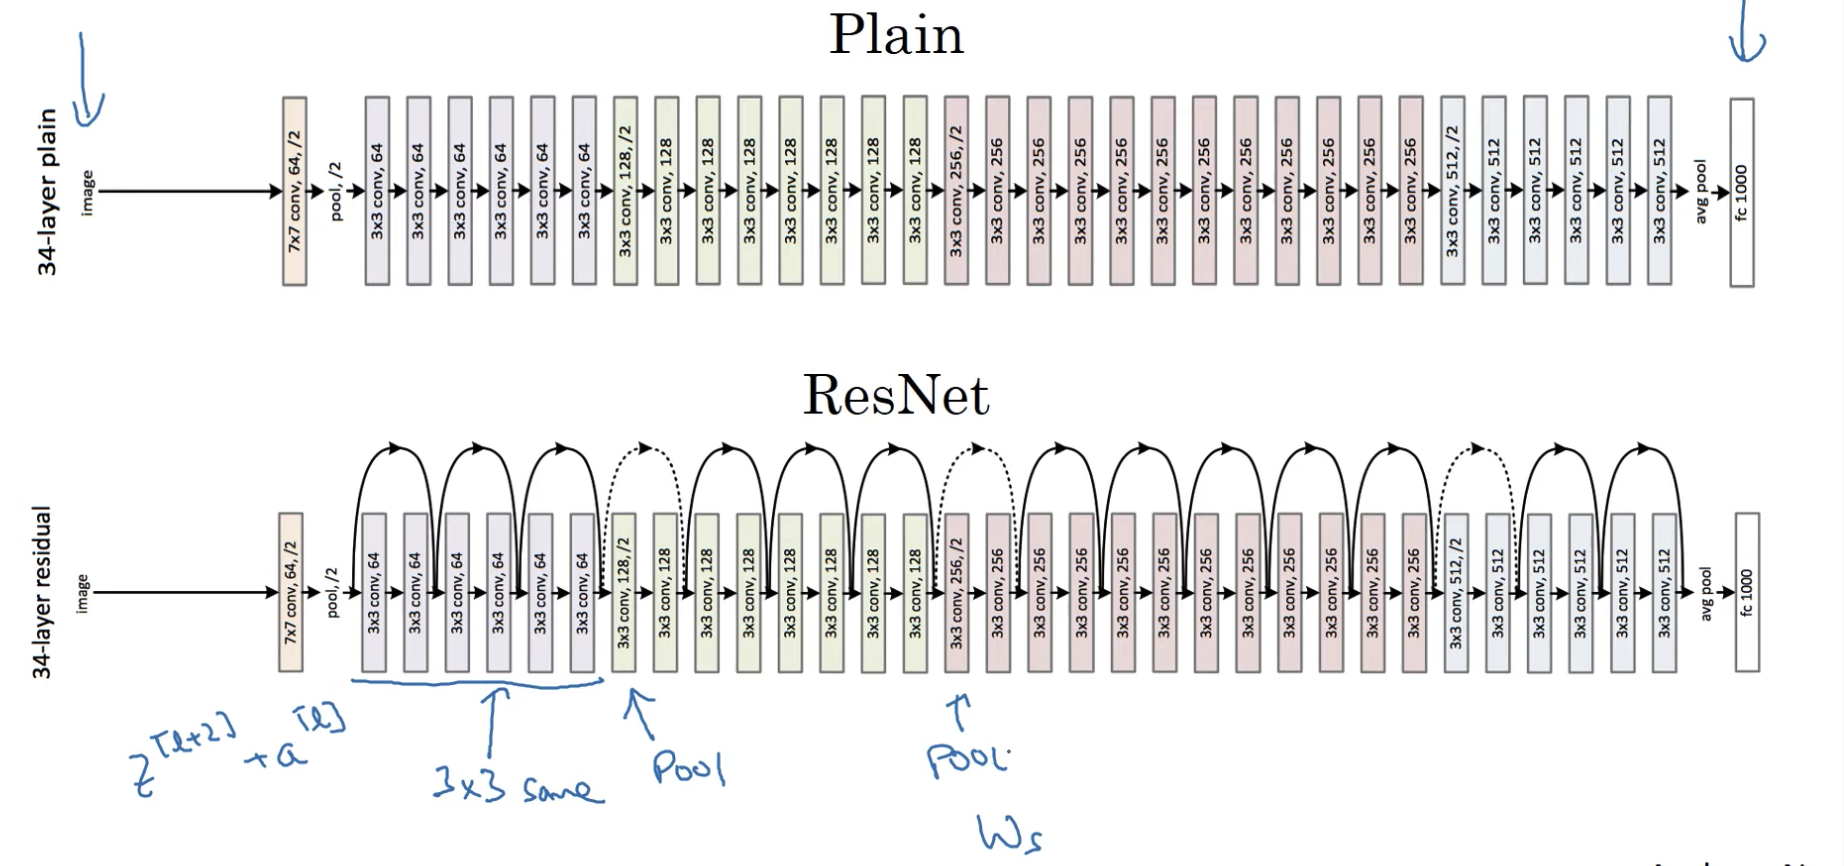 Plain
34-layer plain
image
7x7 conv, 64, /2
pool, /2
3x3 conv, 64
3x3 conv, 64
3x3 conv, 64
3x3 conv, 64
3x3 conv, 64
3x3 conv, 64
3x3 conv, 128, /2
3x3 conv, 128
3x3 conv, 128
3x3 conv, 128
3x3 conv, 128
3x3 conv, 128
3x3 conv, 128
3x3 conv, 128
3x3 conv, 256, /2
3x3 conv, 256
3x3 conv, 256
3x3 conv, 256
3x3 conv, 256
3x3 conv, 256
3x3 conv, 256
3x3 conv, 256
3x3 conv, 256
3x3 conv, 256
3x3 conv, 256
3x3 conv, 256
3x3 conv, 512, /2
3x3 conv, 512
3x3 conv, 512
3x3 conv, 512
3x3 conv, 512
3x3 conv, 512
avg pool
fc 1000
ResNet
34-layer residual
image
7x7 conv, 64, /2
pool, /2
3x3 conv, 64
3x3 conv, 64
3x3 conv, 64
3x3 conv, 64
3x3 conv, 64
3x3 conv, 64
3x3 conv, 128, /2
3x3 conv, 128
3x3 conv, 128
3x3 conv, 128
3x3 conv, 128
3x3 conv, 128
3x3 conv, 128
3x3 conv, 128
3x3 conv, 256, /2
3x3 conv, 256
3x3 conv, 256
3x3 conv, 256
3x3 conv, 256
3x3 conv, 256
3x3 conv, 256
3x3 conv, 256
3x3 conv, 256
3x3 conv, 256
3x3 conv, 256
3x3 conv, 256
3x3 conv, 512, /2
3x3 conv, 512
3x3 conv, 512
3x3 conv, 512
3x3 conv, 512
3x3 conv, 512
avg pool
fc 1000
z[l+2] + a[l]
3x3 same
Pool
Pool
Ws